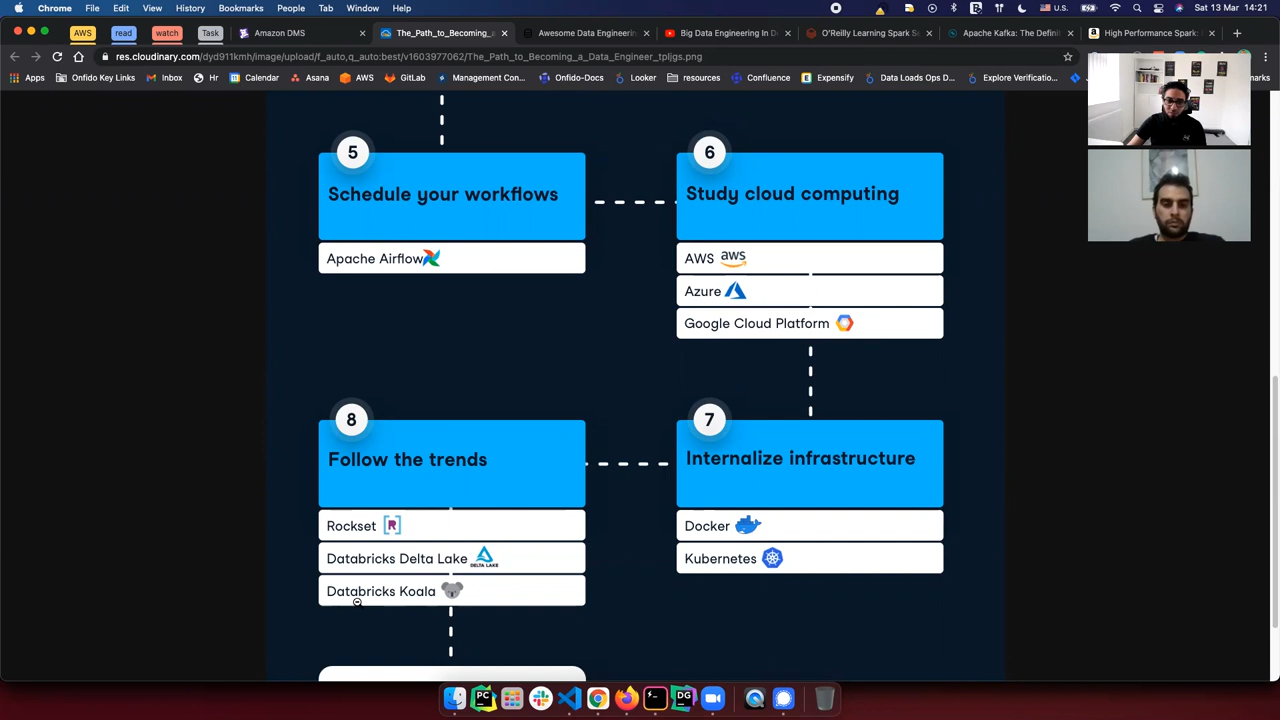 Chrome File Edit View History Bookmarks People Tab Window Help
U.S. Sat 13 Mar 14:21
AWS read watch Task Amazon DMS The_Path_to_Becoming_a_ Awesome Data Engineerin Big Data Engineering In D O'Reilly Learning Spark S Apache Kafka: The Defini High Performance Spark:
res.cloudinary.com/dyd911kmh/image/upload/f_auto,q_auto:best/v1603977062/The_Path_to_Becoming_a_Data_Engineer_tpljgs.png
Apps Onfido Key Links Inbox Hr Calendar Asana AWS GitLab Management Con... Onfido-Docs Looker resources Confluence Expensify Data Loads Ops D... Explore Verificatio...
5
Schedule your workflows
Apache Airflow
6
Study cloud computing
AWS aws
Azure
Google Cloud Platform
8
Follow the trends
Rockset R
Databricks Delta Lake DELTA LAKE
Databricks Koala
7
Internalize infrastructure
Docker
Kubernetes
PC DG